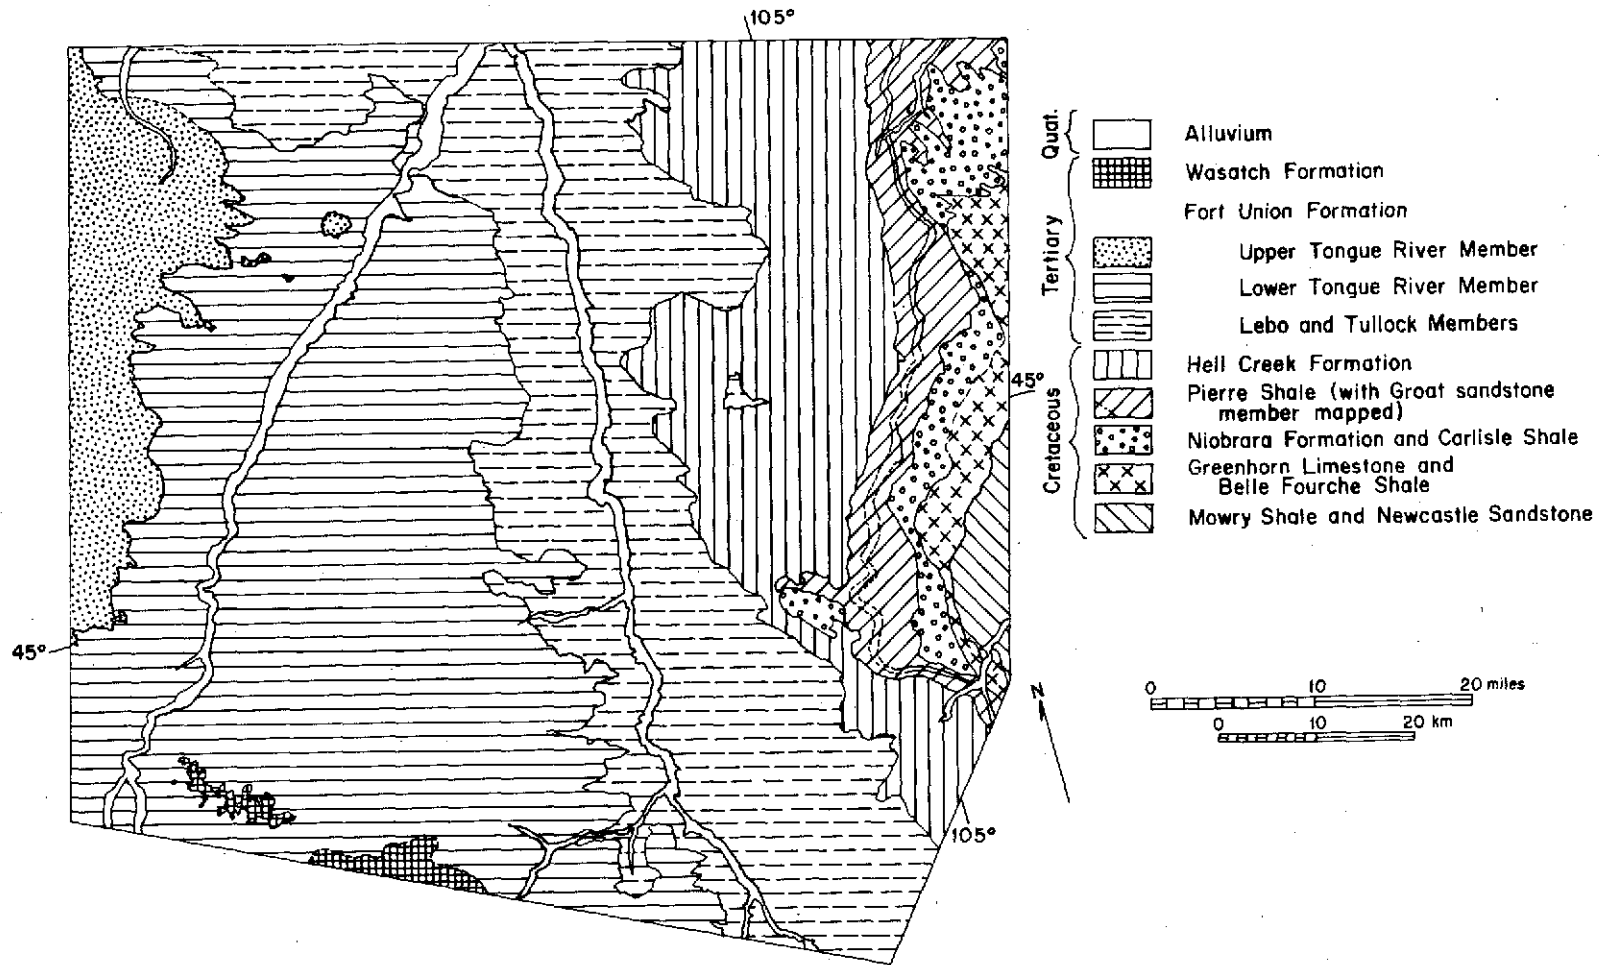 105°
Quat.
Alluvium
Wasatch Formation
Fort Union Formation
Tertiary
Upper Tongue River Member
Lower Tongue River Member
Lebo and Tullock Members
Cretaceous
Hell Creek Formation
Pierre Shale (with Groat sandstone
member mapped)
Niobrara Formation and Carlisle Shale
Greenhorn Limestone and
Belle Fourche Shale
Mowry Shale and Newcastle Sandstone
45°
45°
N
0 10 20 miles
0 10 20 km
105°